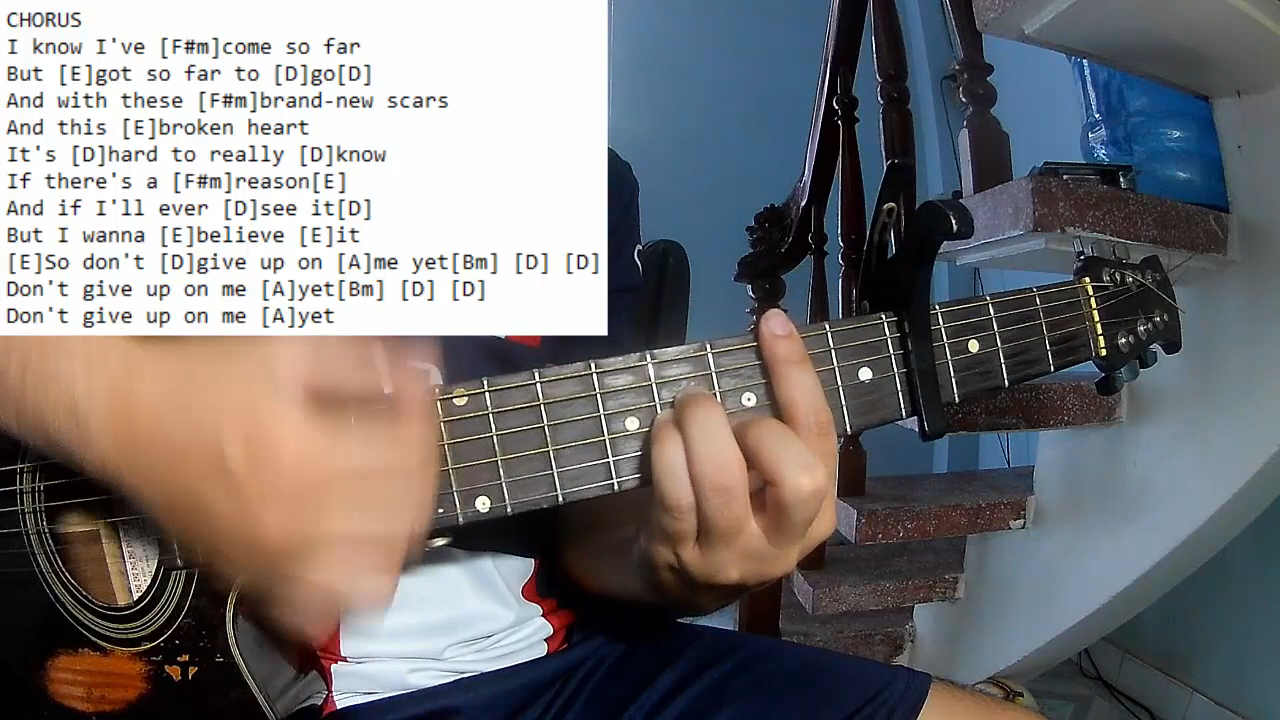 CHORUS
I know I've [F#m]come so far
But [E]got so far to [D]go[D]
And with these [F#m]brand-new scars
And this [E]broken heart
It's [D]hard to really [D]know
If there's a [F#m]reason[E]
And if I'll ever [D]see it[D]
But I wanna [E]believe [E]it
[E]So don't [D]give up on [A]me yet[Bm] [D] [D]
Don't give up on me [A]yet[Bm] [D] [D]
Don't give up on me [A]yet